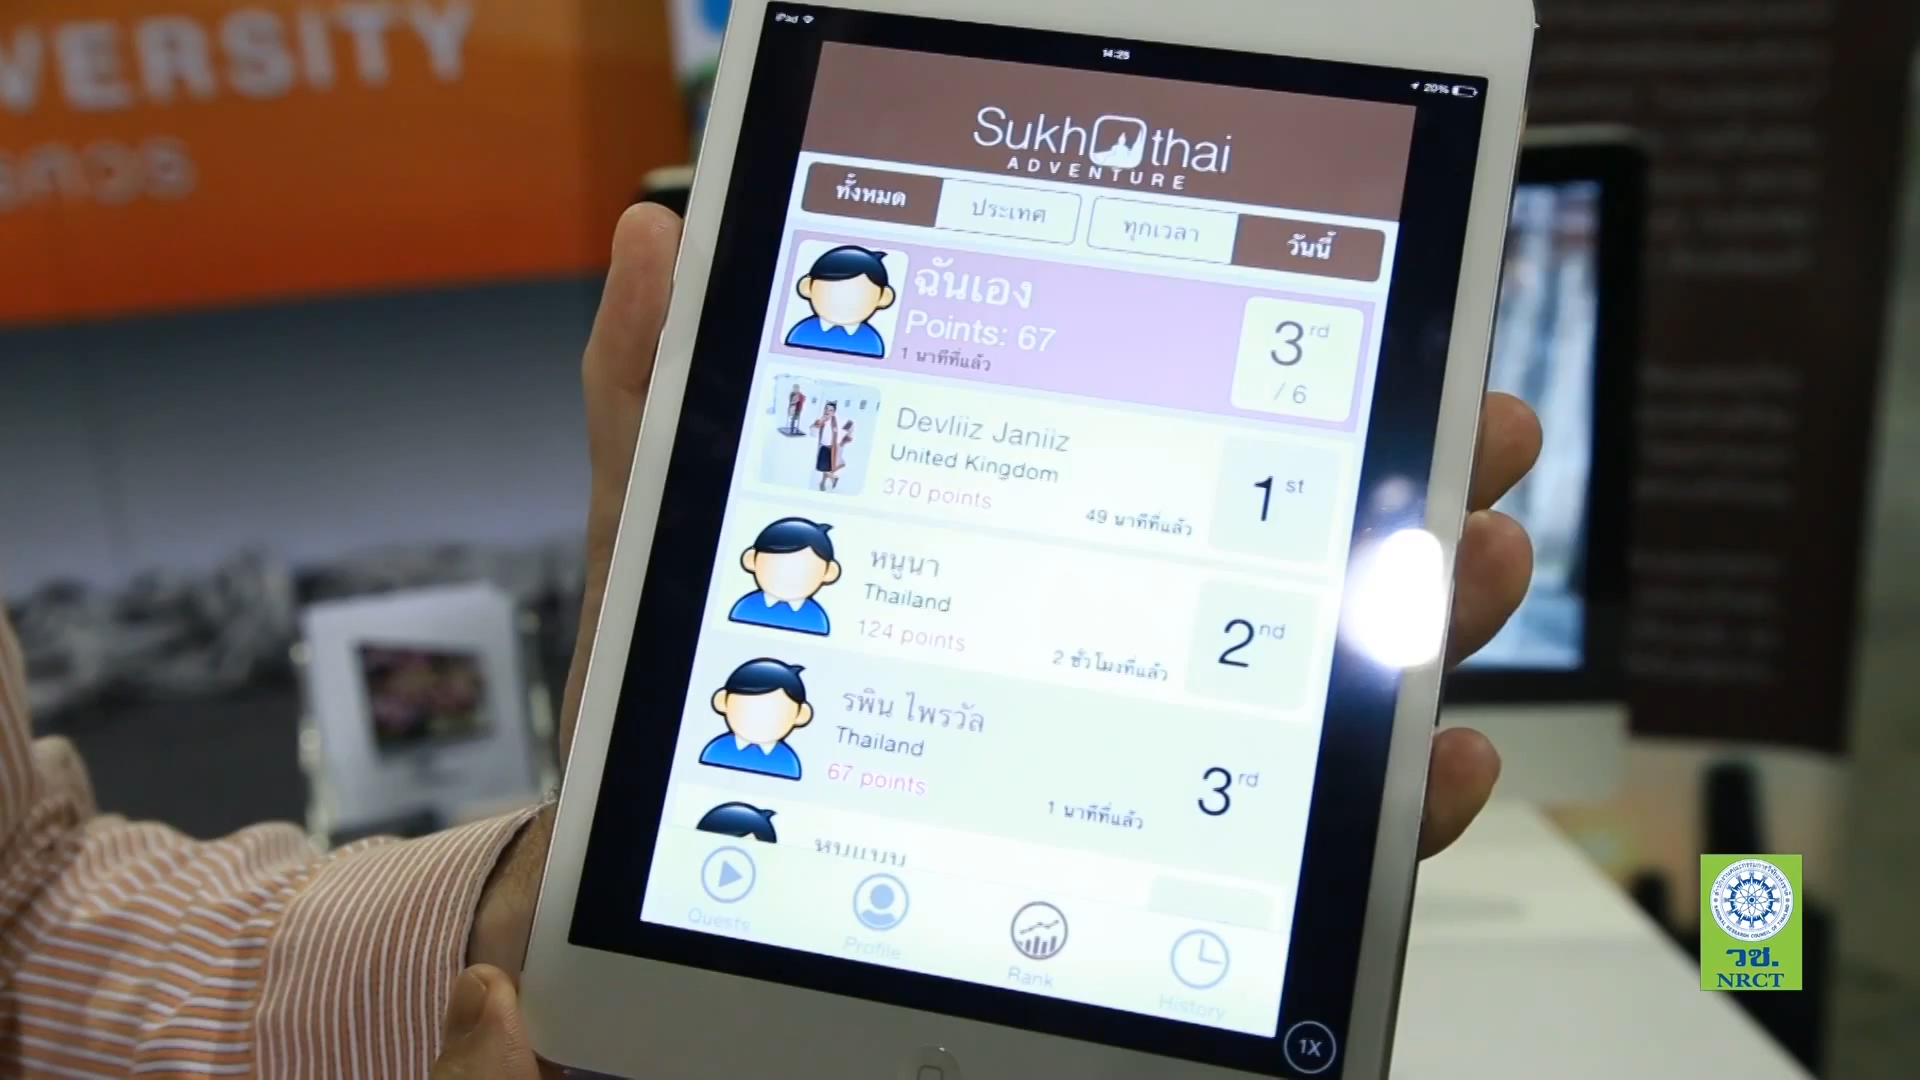 VERSITY
iPad
14:25
20%
Sukh thai
ADVENTURE
ทั้งหมด
ประเทศ
ทุกเวลา
วันนี้
ฉันเอง
Points: 67
1 นาทีที่แล้ว
3rd
/ 6
Devliiz Janiiz
United Kingdom
370 points
49 นาทีที่แล้ว
1st
หนูนา
Thailand
124 points
2 ชั่วโมงที่แล้ว
2nd
รพิน ไพรวัล
Thailand
67 points
1 นาทีที่แล้ว
3rd
Quests
Profile
Rank
History
1X
วช.
NRCT